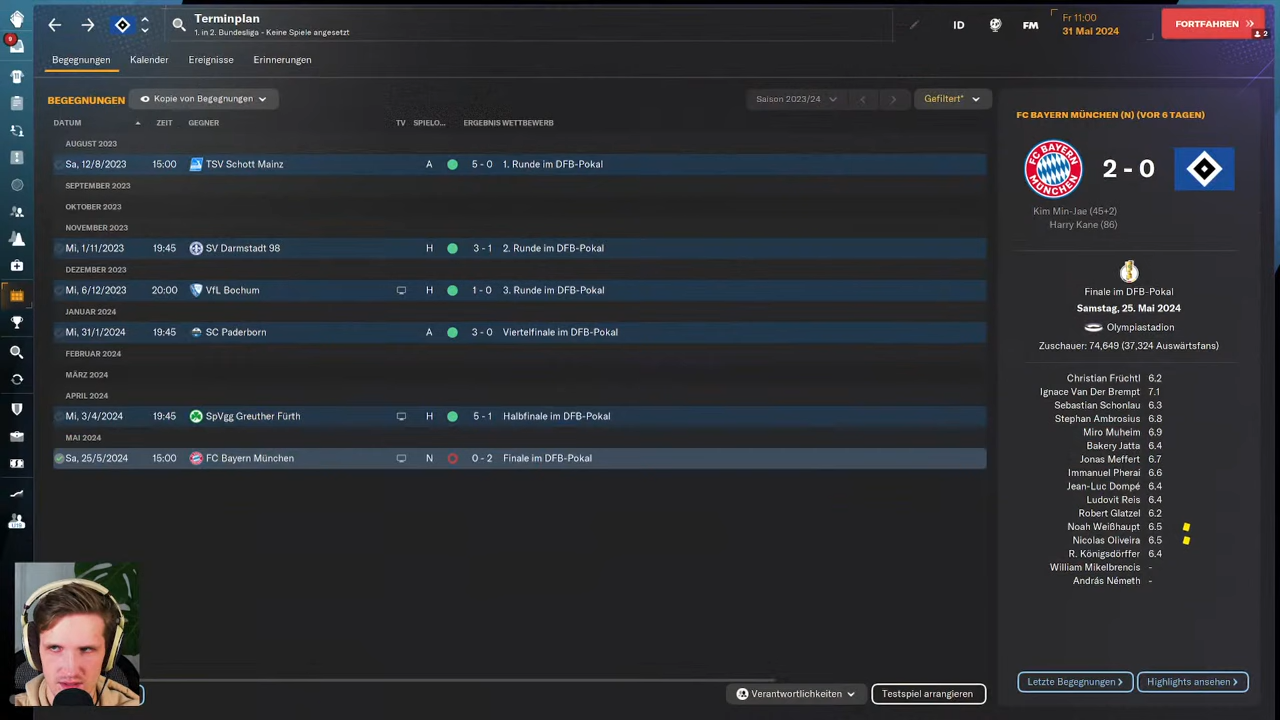 Terminplan
1. in 2. Bundesliga - Keine Spiele angesetzt
ID
FM
Fr 11:00
31 Mai 2024
FORTFAHREN
2
9
Begegnungen
Kalender
Ereignisse
Erinnerungen
BEGEGNUNGEN
Kopie von Begegnungen
Saison 2023/24
Gefiltert*
DATUM ZEIT GEGNER TV SPIELO... ERGEBNIS WETTBEWERB
AUGUST 2023
Sa, 12/8/2023 15:00 TSV Schott Mainz A 5 - 0 1. Runde im DFB-Pokal
SEPTEMBER 2023
OKTOBER 2023
NOVEMBER 2023
Mi, 1/11/2023 19:45 SV Darmstadt 98 H 3 - 1 2. Runde im DFB-Pokal
DEZEMBER 2023
Mi, 6/12/2023 20:00 VfL Bochum H 1 - 0 3. Runde im DFB-Pokal
JANUAR 2024
Mi, 31/1/2024 19:45 SC Paderborn A 3 - 0 Viertelfinale im DFB-Pokal
FEBRUAR 2024
MÄRZ 2024
APRIL 2024
Mi, 3/4/2024 19:45 SpVgg Greuther Fürth H 5 - 1 Halbfinale im DFB-Pokal
MAI 2024
Sa, 25/5/2024 15:00 FC Bayern München N 0 - 2 Finale im DFB-Pokal
Verantwortlichkeiten
Testspiel arrangieren
FC BAYERN MÜNCHEN (N) (VOR 6 TAGEN)
FC BAYERN
MÜNCHEN
2 - 0
Kim Min-Jae (45+2)
Harry Kane (86)
Finale im DFB-Pokal
Samstag, 25. Mai 2024
Olympiastadion
Zuschauer: 74,649 (37,324 Auswärtsfans)
Christian Früchtl 6.2
Ignace Van Der Brempt 7.1
Sebastian Schonlau 6.3
Stephan Ambrosius 6.8
Miro Muheim 6.9
Bakery Jatta 6.4
Jonas Meffert 6.7
Immanuel Pherai 6.6
Jean-Luc Dompé 6.4
Ludovit Reis 6.4
Robert Glatzel 6.2
Noah Weißhaupt 6.5
Nicolas Oliveira 6.5
R. Königsdörffer 6.4
William Mikelbrencis -
András Németh -
Letzte Begegnungen
Highlights ansehen